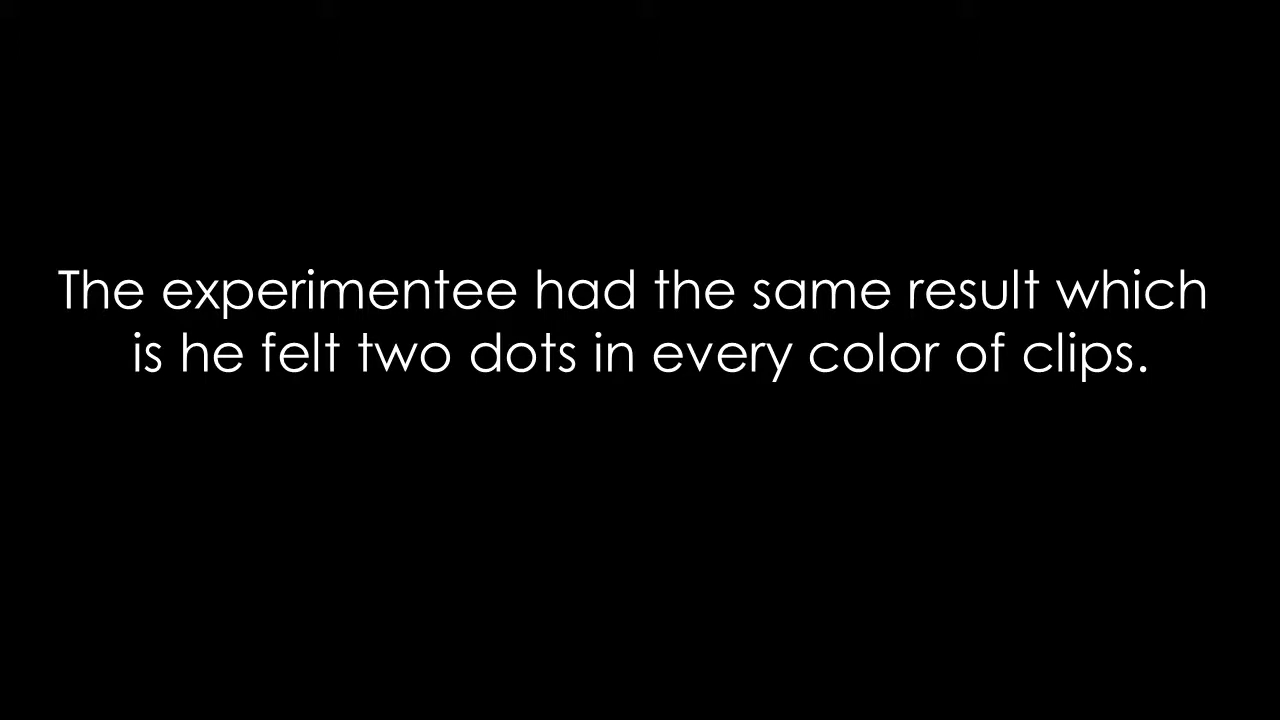 The experimentee had the same result which
is he felt two dots in every color of clips.